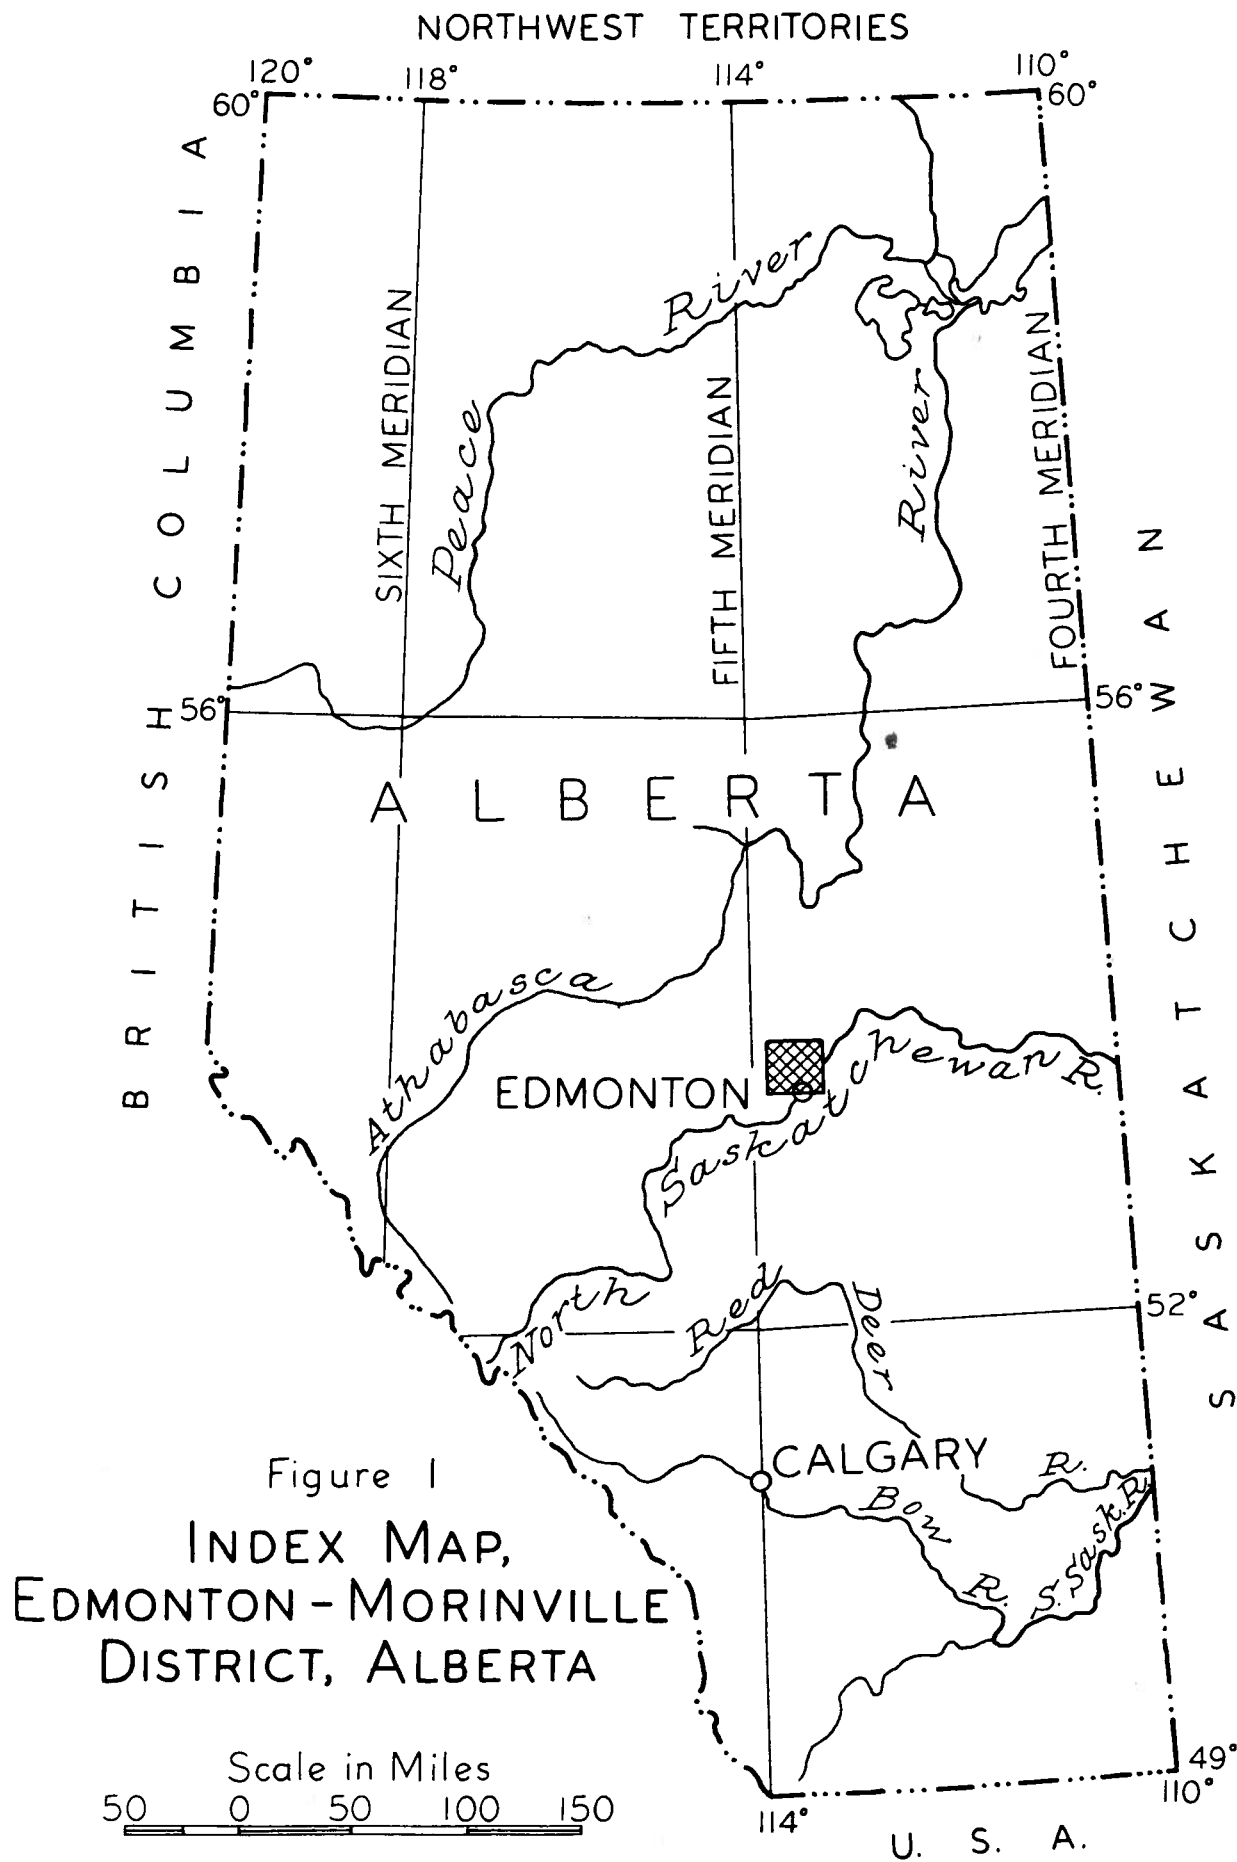 NORTHWEST TERRITORIES
120° 118° 114° 110°
60° 60°
BRITISH COLUMBIA
SIXTH MERIDIAN
FIFTH MERIDIAN
FOURTH MERIDIAN
Peace River
River
SASKATCHEWAN
56° 56°
ALBERTA
Athabasca
EDMONTON
North Saskatchewan R.
52°
Red Deer
R.
CALGARY
Bow R.
S. Sask. R.
Figure 1
INDEX MAP,
EDMONTON–MORINVILLE
DISTRICT, ALBERTA
Scale in Miles
50 0 50 100 150
49°
114° 110°
U. S. A.